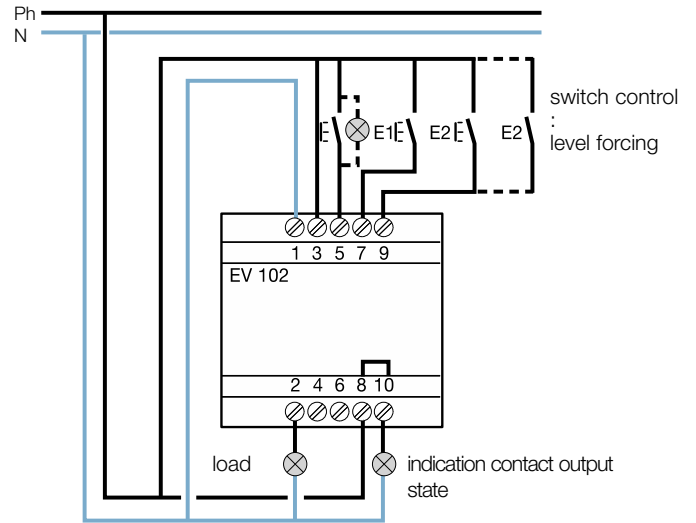 Ph
N
E1 E2 E2
switch control
:
level forcing
1 3 5 7 9
EV 102
2 4 6 8 10
load
indication contact output
state